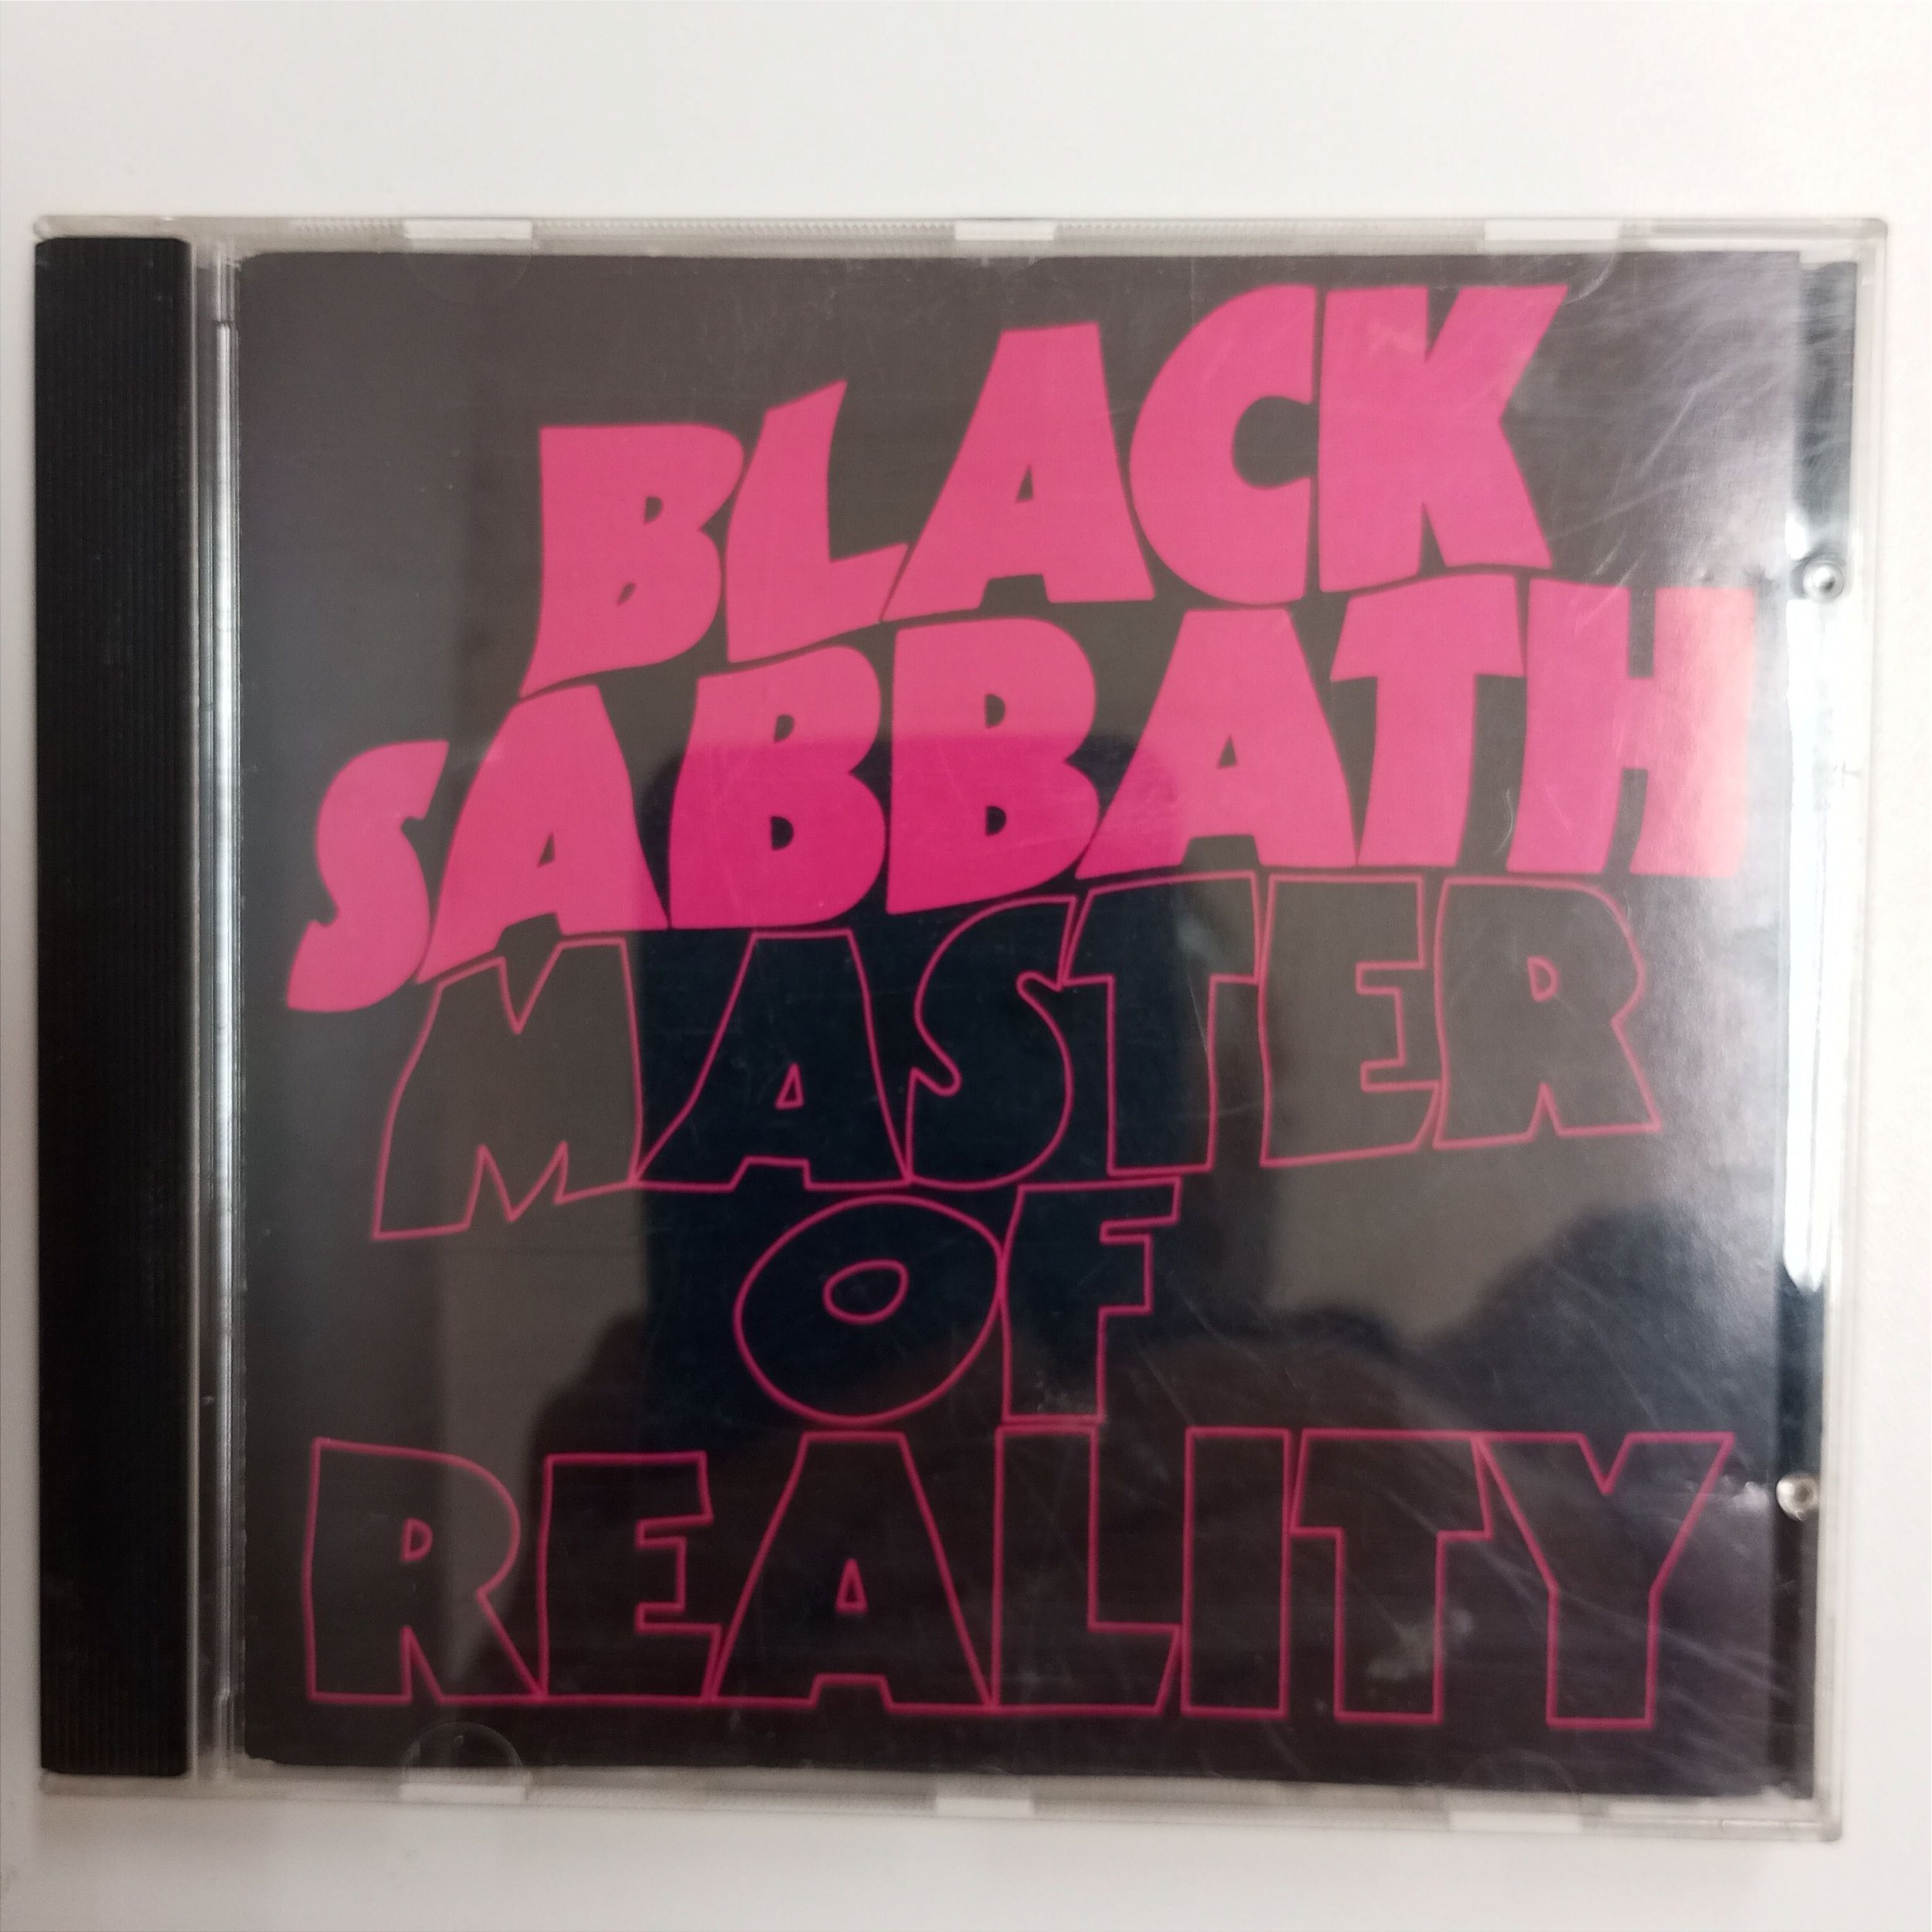 BLACK
SABBATH
MASTER
OF
REALITY